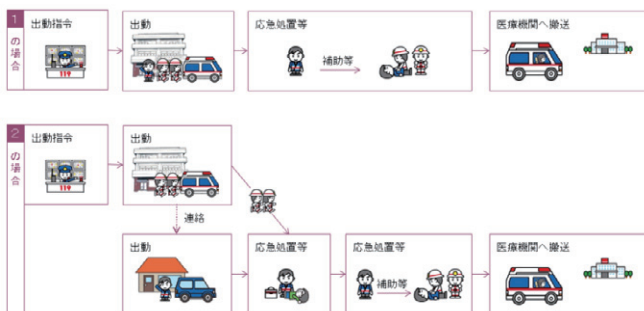 1 の場合
出動指令
119
出動
応急処置等
補助等
医療機関へ搬送
2 の場合
出動指令
119
出動
連絡
出動
応急処置等
応急処置等
補助等
医療機関へ搬送